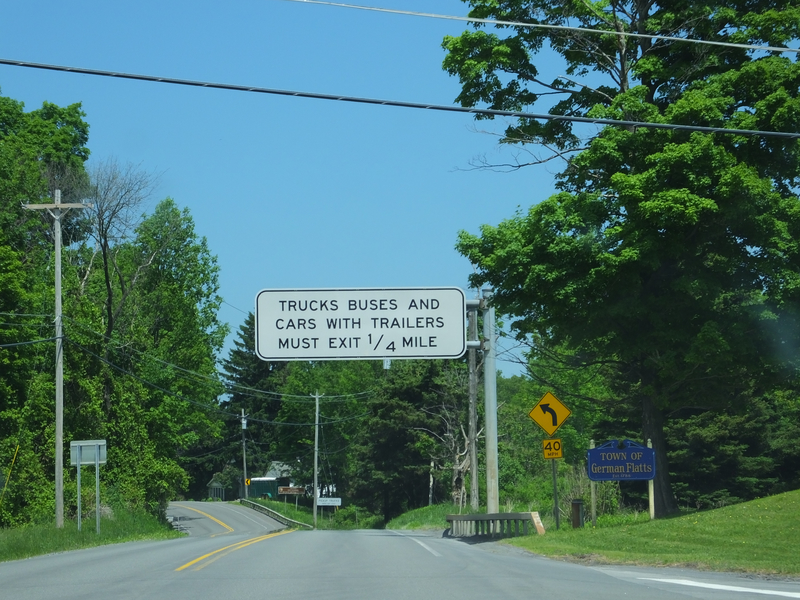 TRUCKS BUSES AND
CARS WITH TRAILERS
MUST EXIT 1/4 MILE
40
MPH
TOWN OF
German Flatts